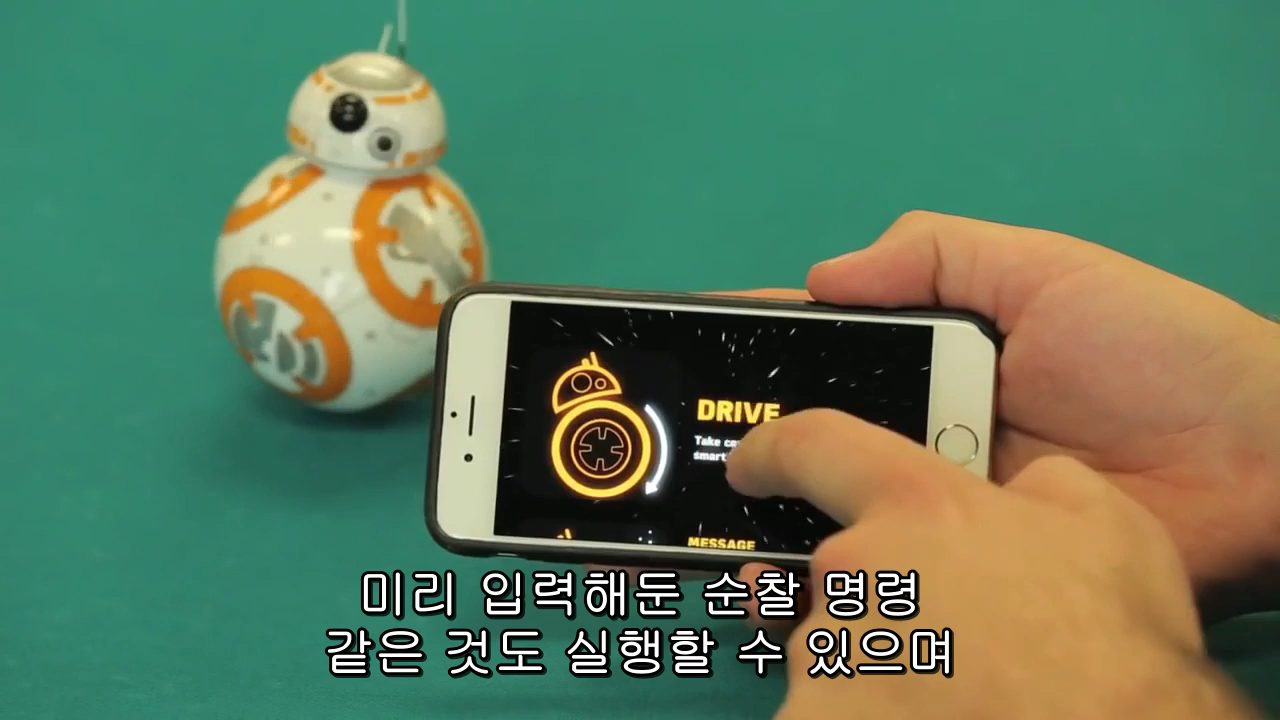 DRIVE
Take
smart
MESSAGE
미리 입력해둔 순찰 명령
같은 것도 실행할 수 있으며